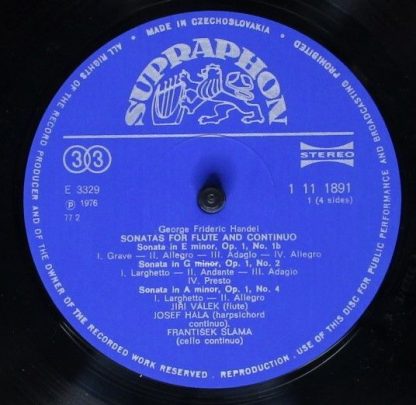 MADE IN CZECHOSLOVAKIA
ALL RIGHTS OF THE RECORD PRODUCER AND OF THE OWNER OF THE RECORDED WORK RESERVED . REPRODUCTION . USE OF THIS DISC FOR PUBLIC PERFORMANCE AND BROADCASTING PROHIBITED
SUPRAPHON
33
STEREO
E 3329
℗ 1976
77 2
1 11 1891
1 (4 sides)
George Frideric Handel
SONATAS FOR FLUTE AND CONTINUO
Sonata in E minor, Op. 1, No. 1b
I. Grave — II. Allegro — III. Adagio — IV. Allegro
Sonata in G minor, Op. 1, No. 2
I. Larghetto — II. Andante — III. Adagio
IV. Presto
Sonata in A minor, Op. 1, No. 4
I. Larghetto — II. Allegro
JIŘÍ VÁLEK (flute)
JOSEF HÁLA (harpsichord
continuo),
FRANTIŠEK SLÁMA
(cello continuo)